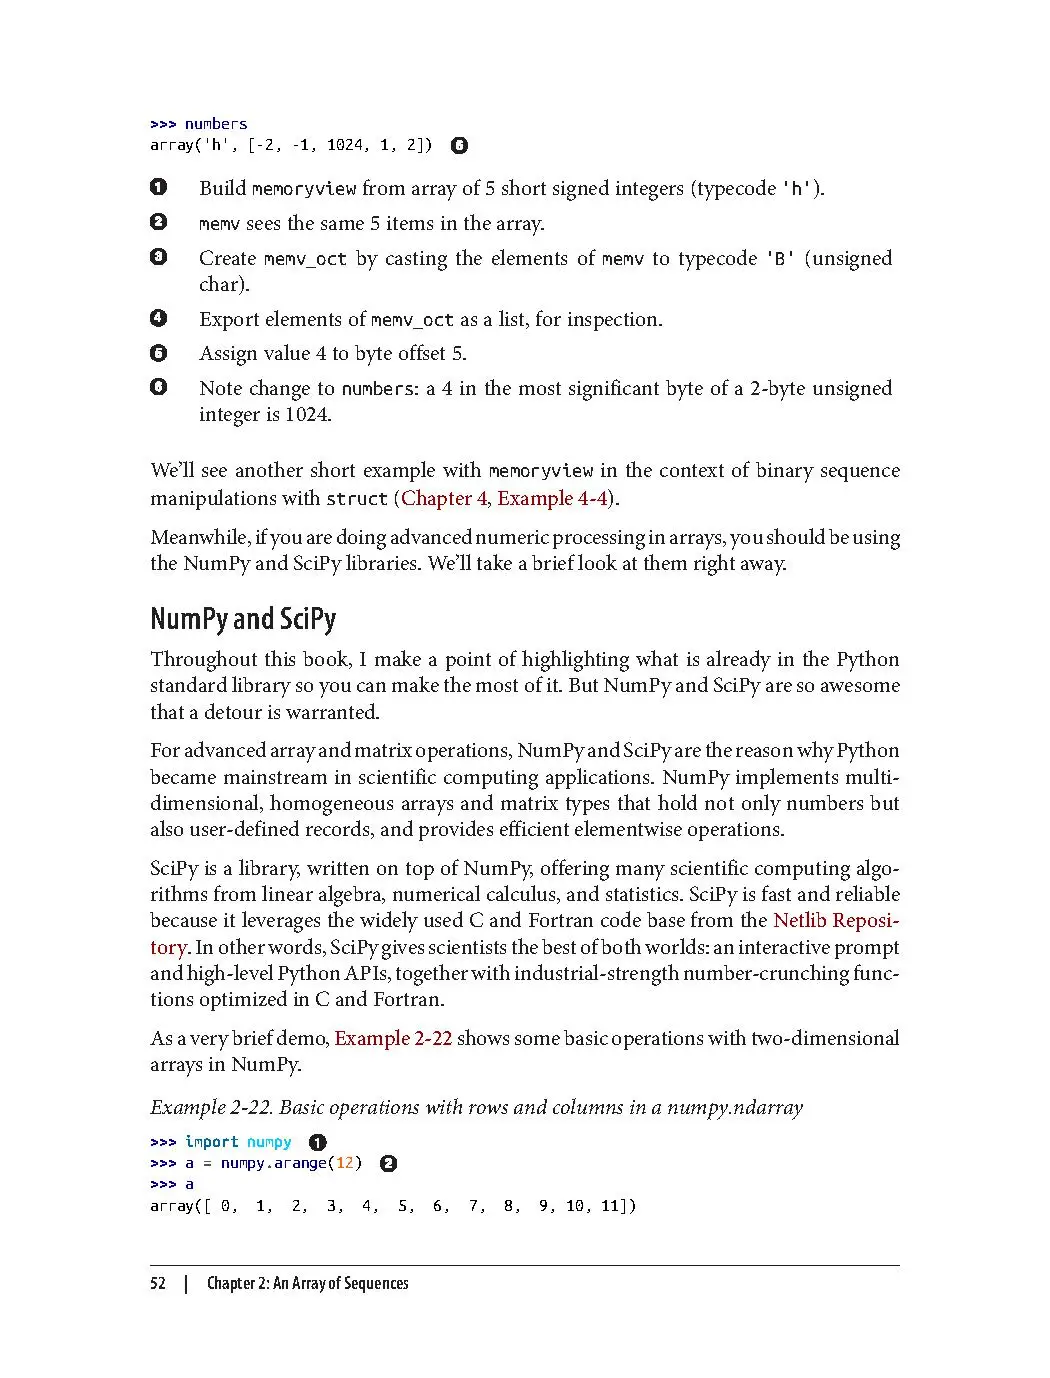 >>> numbers
array('h', [-2, -1, 1024, 1, 2]) ❻
❶ Build memoryview from array of 5 short signed integers (typecode 'h').
❷ memv sees the same 5 items in the array.
❸ Create memv_oct by casting the elements of memv to typecode 'B' (unsigned
char).
❹ Export elements of memv_oct as a list, for inspection.
❺ Assign value 4 to byte offset 5.
❻ Note change to numbers: a 4 in the most significant byte of a 2-byte unsigned
integer is 1024.
We’ll see another short example with memoryview in the context of binary sequence
manipulations with struct (Chapter 4, Example 4-4).
Meanwhile, if you are doing advanced numeric processing in arrays, you should be using
the NumPy and SciPy libraries. We’ll take a brief look at them right away.
NumPy and SciPy
Throughout this book, I make a point of highlighting what is already in the Python
standard library so you can make the most of it. But NumPy and SciPy are so awesome
that a detour is warranted.
For advanced array and matrix operations, NumPy and SciPy are the reason why Python
became mainstream in scientific computing applications. NumPy implements multi-
dimensional, homogeneous arrays and matrix types that hold not only numbers but
also user-defined records, and provides efficient elementwise operations.
SciPy is a library, written on top of NumPy, offering many scientific computing algo-
rithms from linear algebra, numerical calculus, and statistics. SciPy is fast and reliable
because it leverages the widely used C and Fortran code base from the Netlib Reposi-
tory. In other words, SciPy gives scientists the best of both worlds: an interactive prompt
and high-level Python APIs, together with industrial-strength number-crunching func-
tions optimized in C and Fortran.
As a very brief demo, Example 2-22 shows some basic operations with two-dimensional
arrays in NumPy.
Example 2-22. Basic operations with rows and columns in a numpy.ndarray
>>> import numpy ❶
>>> a = numpy.arange(12) ❷
>>> a
array([ 0, 1, 2, 3, 4, 5, 6, 7, 8, 9, 10, 11])
52 | Chapter 2: An Array of Sequences